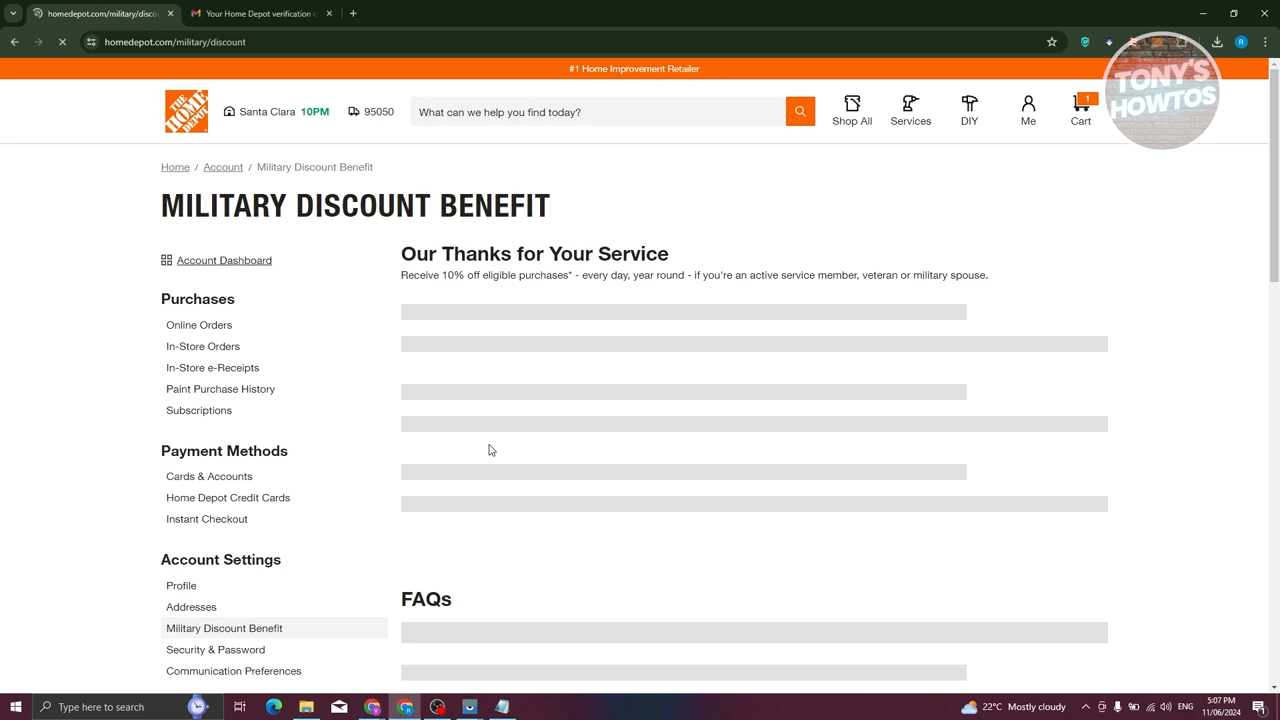 homedepot.com/military/disco
Your Home Depot verification c
homedepot.com/military/discount
R
#1 Home Improvement Retailer
TONY'S
HOWTOS
THE
HOME
DEPOT
Santa Clara 10PM
95050
What can we help you find today?
Shop All
Services
DIY
Me
1
Cart
Home / Account / Military Discount Benefit
MILITARY DISCOUNT BENEFIT
Account Dashboard
Our Thanks for Your Service
Receive 10% off eligible purchases* - every day, year round - if you're an active service member, veteran or military spouse.
Purchases
Online Orders
In-Store Orders
In-Store e-Receipts
Paint Purchase History
Subscriptions
Payment Methods
Cards & Accounts
Home Depot Credit Cards
Instant Checkout
Account Settings
Profile
Addresses
Military Discount Benefit
Security & Password
Communication Preferences
FAQs
Type here to search
22°C Mostly cloudy
5:07 PM
11/06/2024